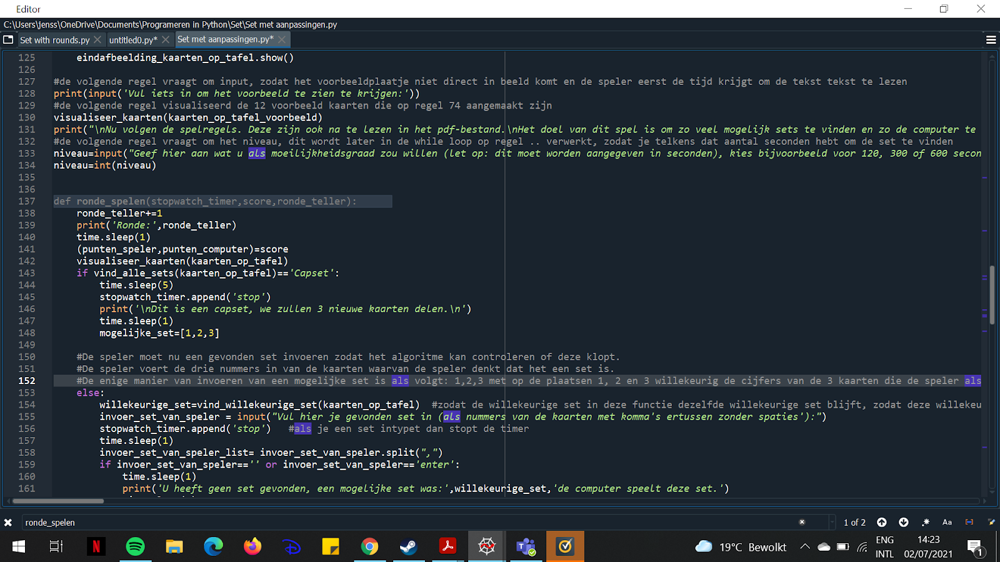 Editor
C:\Users\jenss\OneDrive\Documents\Programeren in Python\Set\Set met aanpassingen.py
Set with rounds.py untitled0.py* Set met aanpassingen.py*
125 eindafbeelding_kaarten_op_tafel.show()
126
127 #de volgende regel vraagt om input, zodat het voorbeeldplaatje niet direct in beeld komt en de speler eerst de tijd krijgt om de tekst tekst te lezen
128 print(input('Vul iets in om het voorbeeld te zien te krijgen:'))
129 #de volgende regel visualiseerd de 12 voorbeeld kaarten die op regel 74 aangemaakt zijn
130 visualiseer_kaarten(kaarten_op_tafel_voorbeeld)
131 print("\nNu volgen de spelregels. Deze zijn ook na te lezen in het pdf-bestand.\nHet doel van dit spel is om zo veel mogelijk sets te vinden en zo de computer te
132 #de volgende regel vraagt om het niveau, dit wordt later in de while loop op regel .. verwerkt, zodat je telkens dat aantal seconden hebt om de set te vinden
133 niveau=input("Geef hier aan wat u als moeilijkheidsgraad zou willen (let op: dit moet worden aangegeven in seconden), kies bijvoorbeeld voor 120, 300 of 600 secon
134 niveau=int(niveau)
135
136
137 def ronde_spelen(stopwatch_timer,score,ronde_teller):
138 ronde_teller+=1
139 print('Ronde:',ronde_teller)
140 time.sleep(1)
141 (punten_speler,punten_computer)=score
142 visualiseer_kaarten(kaarten_op_tafel)
143 if vind_alle_sets(kaarten_op_tafel)=='Capset':
144 time.sleep(5)
145 stopwatch_timer.append('stop')
146 print('\nDit is een capset, we zullen 3 nieuwe kaarten delen.\n')
147 time.sleep(1)
148 mogelijke_set=[1,2,3]
149
150 #De speler moet nu een gevonden set invoeren zodat het algoritme kan controleren of deze klopt.
151 #De speler voert de drie nummers in van de kaarten waarvan de speler denkt dat het een set is.
152 #De enige manier van invoeren van een mogelijke set is als volgt: 1,2,3 met op de plaatsen 1, 2 en 3 willekeurig de cijfers van de 3 kaarten die de speler als
153 else:
154 willekeurige_set=vind_willekeurige_set(kaarten_op_tafel) #zodat de willekeurige set in deze functie dezelfde willekeurige set blijft, zodat deze willekeu
155 invoer_set_van_speler = input("Vul hier je gevonden set in (als nummers van de kaarten met komma's ertussen zonder spaties'):")
156 stopwatch_timer.append('stop') #als je een set intypet dan stopt de timer
157 time.sleep(1)
158 invoer_set_van_speler_list= invoer_set_van_speler.split(",")
159 if invoer_set_van_speler=='' or invoer_set_van_speler=='enter':
160 time.sleep(1)
161 print('U heeft geen set gevonden, een mogelijke set was:',willekeurige_set,'de computer speelt deze set.')
ronde_spelen 1 of 2 .* Aa
19°C Bewolkt ENG INTL 14:23 02/07/2021 1